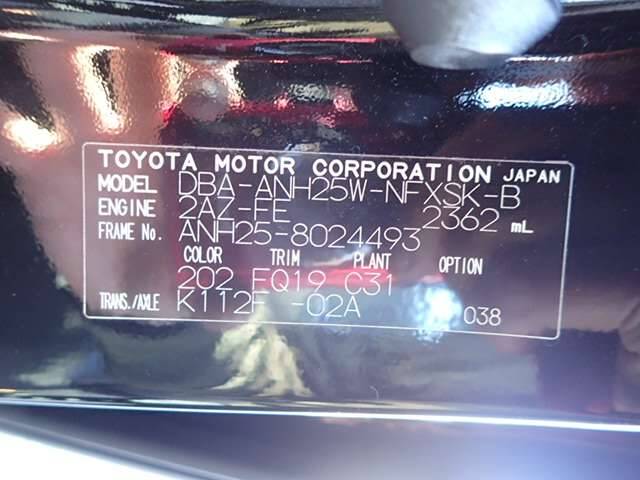 TOYOTA MOTOR CORPORATION JAPAN
MODEL DBA-ANH25W-NFXSK-B
ENGINE 2AZ-FE 2362 mL
FRAME No. ANH25-8024493
COLOR TRIM PLANT OPTION
202 FQ19 C31
TRANS./AXLE K112F -02A 038